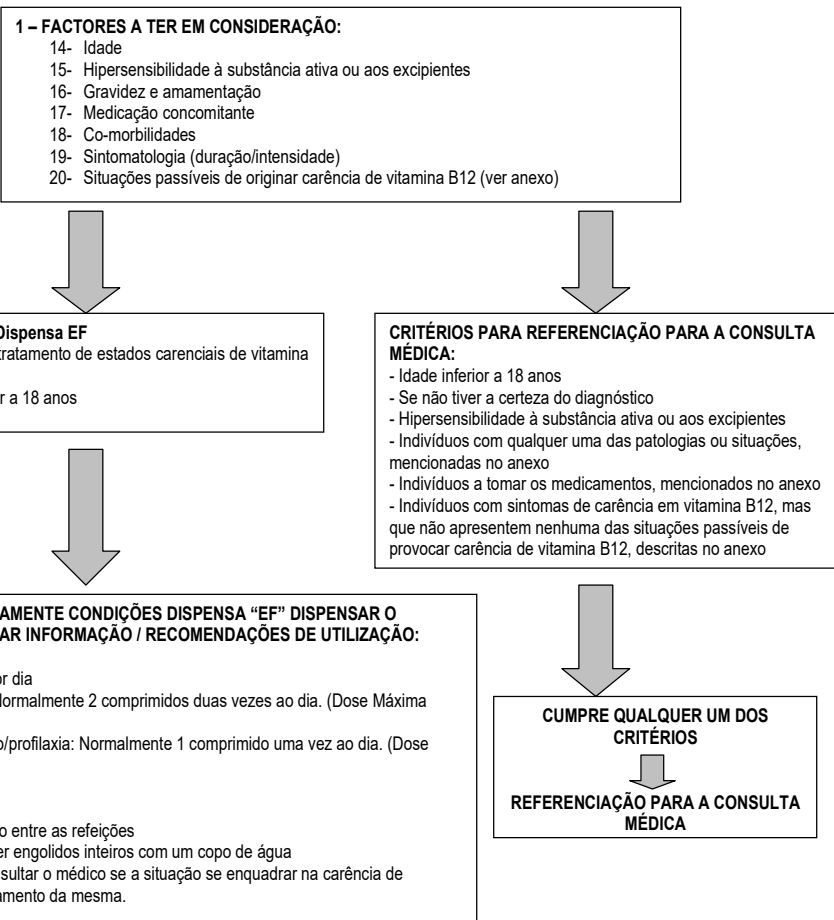 1 – FACTORES A TER EM CONSIDERAÇÃO:
14- Idade
15- Hipersensibilidade à substância ativa ou aos excipientes
16- Gravidez e amamentação
17- Medicação concomitante
18- Co-morbilidades
19- Sintomatologia (duração/intensidade)
20- Situações passíveis de originar carência de vitamina B12 (ver anexo)
Dispensa EF
tratamento de estados carenciais de vitamina
r a 18 anos
CRITÉRIOS PARA REFERENCIAÇÃO PARA A CONSULTA
MÉDICA:
- Idade inferior a 18 anos
- Se não tiver a certeza do diagnóstico
- Hipersensibilidade à substância ativa ou aos excipientes
- Indivíduos com qualquer uma das patologias ou situações,
mencionadas no anexo
- Indivíduos a tomar os medicamentos, mencionados no anexo
- Indivíduos com sintomas de carência em vitamina B12, mas
que não apresentem nenhuma das situações passíveis de
provocar carência de vitamina B12, descritas no anexo
AMENTE CONDIÇÕES DISPENSA “EF” DISPENSAR O
AR INFORMAÇÃO / RECOMENDAÇÕES DE UTILIZAÇÃO:
or dia
Normalmente 2 comprimidos duas vezes ao dia. (Dose Máxima
o/profilaxia: Normalmente 1 comprimido uma vez ao dia. (Dose
o entre as refeições
er engolidos inteiros com um copo de água
sultar o médico se a situação se enquadrar na carência de
amento da mesma.
CUMPRE QUALQUER UM DOS
CRITÉRIOS
REFERENCIAÇÃO PARA A CONSULTA
MÉDICA